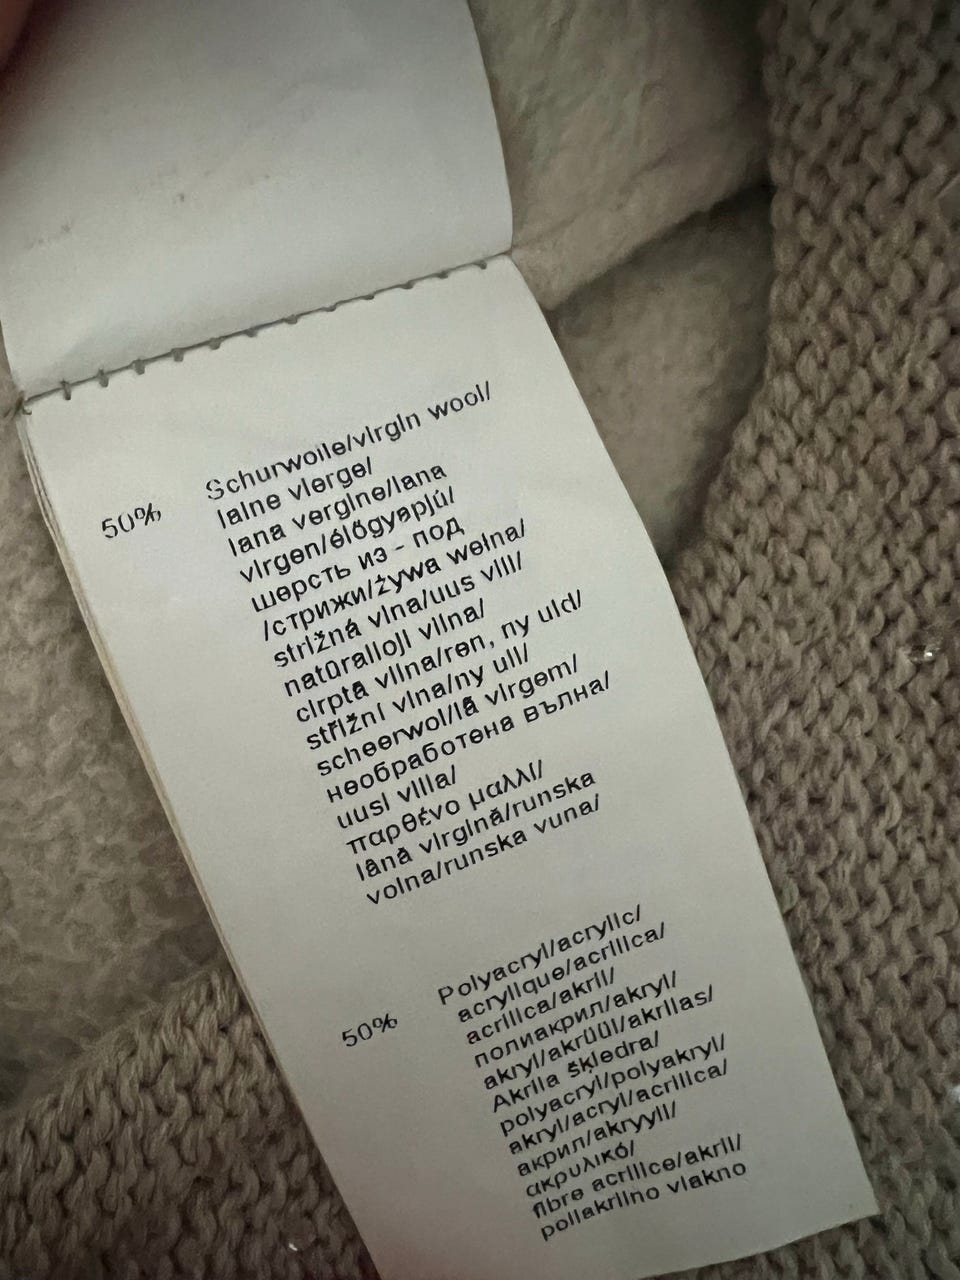 50% Schurwolle/virgin wool/
laine vierge/
lana vergine/lana
virgen/élőgyapjú/
шерсть из - под
/стрижи/żywa wełna/
strižná vlna/uus vill/
natūralioji vilna/
cirptā vilna/ren, ny uld/
střižní vlna/ny ull/
scheerwol/lã virgem/
необработена вълна/
uusi villa/
παρθένο μαλλί/
lână virgină/runska
volna/runska vuna/
50% Polyacryl/acrylic/
acrylique/acrilica/
acrilica/akril/
полиакрил/akryl/
akryl/akrüül/akrilas/
Akrila šķiedra/
polyacryl/polyakryl/
akryl/acryl/acrilica/
акрил/akryyli/
ακρυλικό/
fibre acrilice/akril/
poliakrilno vlakno